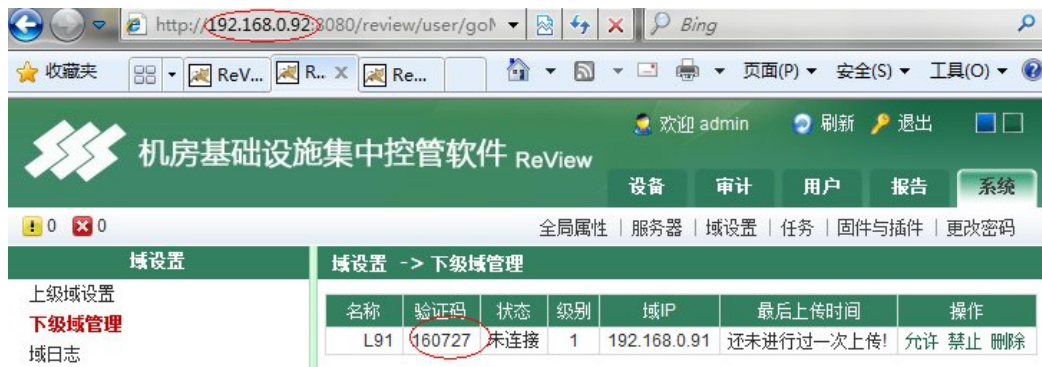 http://192.168.0.92:8080/review/user/goM
Bing
收藏夹 ReV... R.. Re... 页面(P) 安全(S) 工具(O)
欢迎 admin 刷新 退出
机房基础设施集中控管软件 ReView
设备 审计 用户 报告 系统
0 0 全局属性 | 服务器 | 域设置 | 任务 | 固件与插件 | 更改密码
域设置 域设置 -> 下级域管理
上级域设置
下级域管理
域日志
名称 验证码 状态 级别 域IP 最后上传时间 操作
L91 160727 未连接 1 192.168.0.91 还未进行过一次上传! 允许 禁止 删除